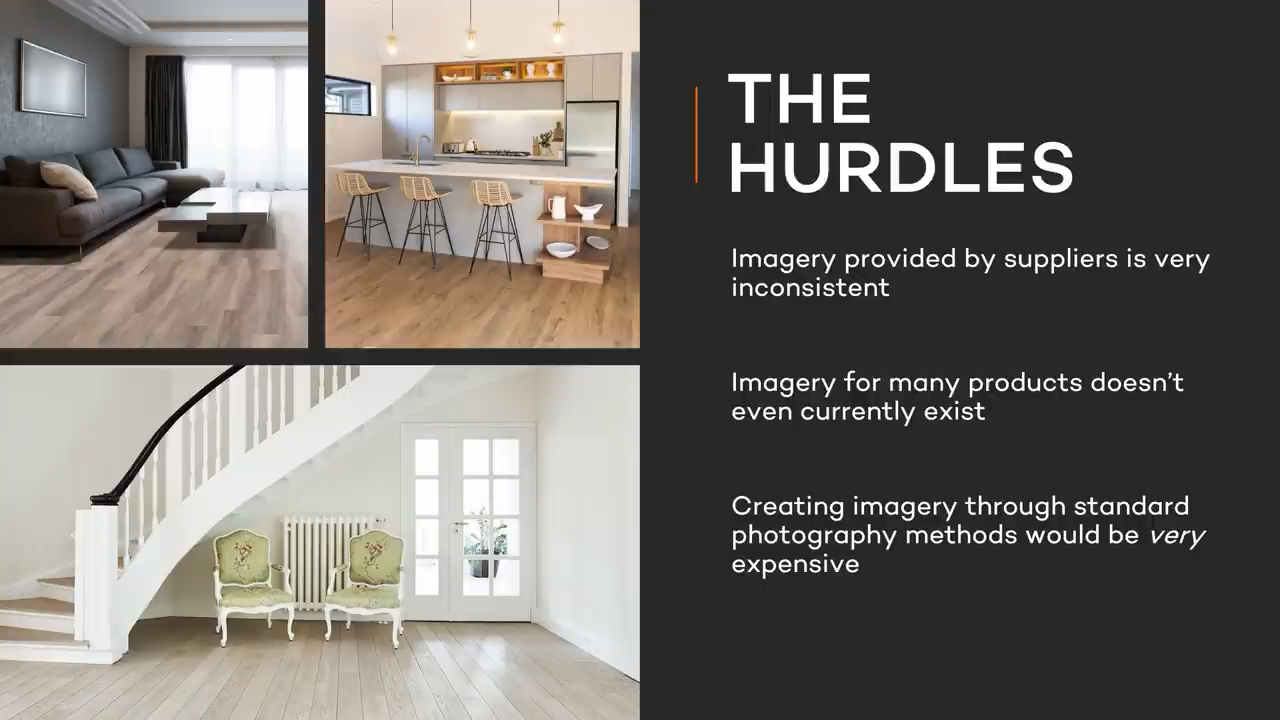 THE
HURDLES
Imagery provided by suppliers is very
inconsistent
Imagery for many products doesn’t
even currently exist
Creating imagery through standard
photography methods would be very
expensive